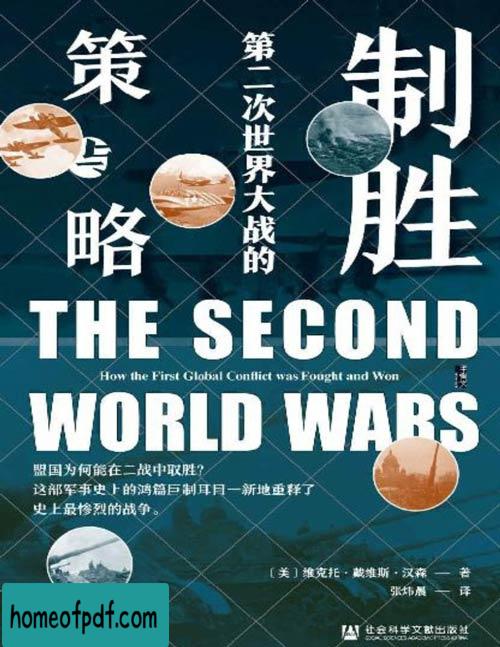 制胜
第二次世界大战的
策与略
THE SECOND
How the First Global Conflict was Fought and Won
WORLD WARS
盟国为何能在二战中取胜?
这部军事史上的鸿篇巨制耳目一新地重释了
史上最惨烈的战争。
〔美〕维克托·戴维斯·汉森 — 著
张炜晨 — 译
社会科学文献出版社
homeofpdf.com